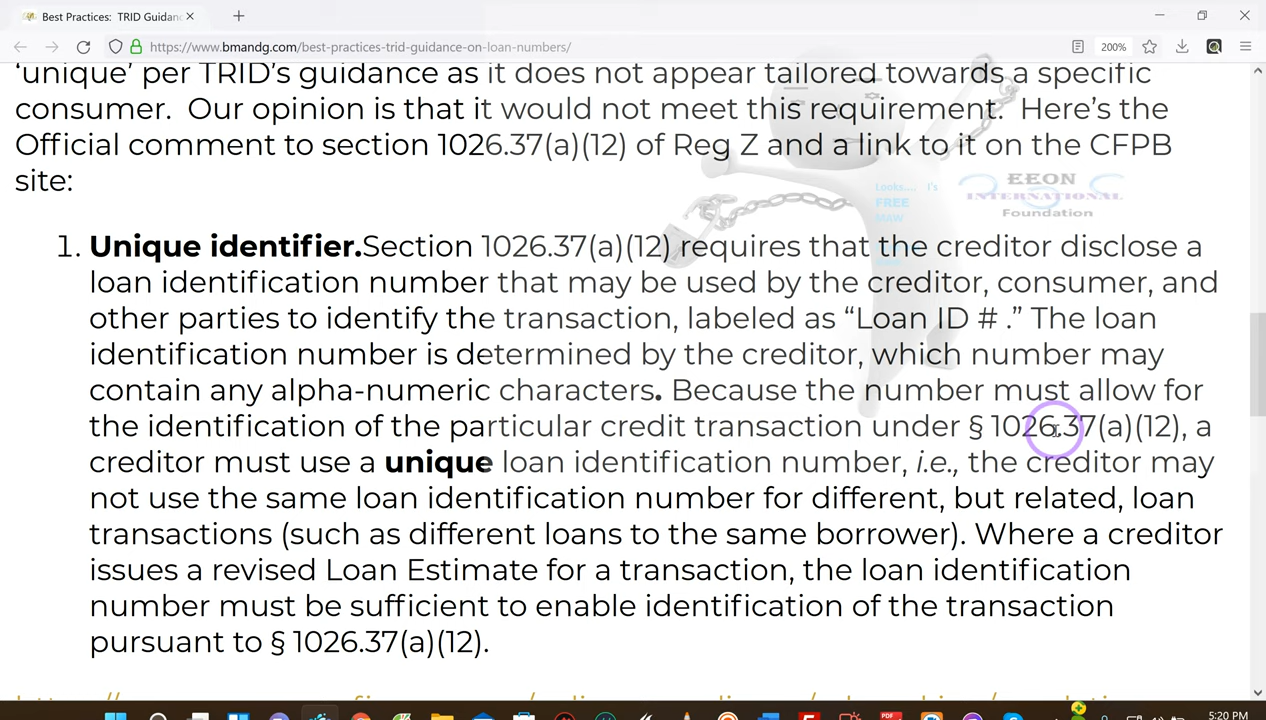 Best Practices: TRID Guidanc
https://www.bmandg.com/best-practices-trid-guidance-on-loan-numbers/
200%
'unique' per TRID's guidance as it does not appear tailored towards a specific
consumer. Our opinion is that it would not meet this requirement. Here's the
Official comment to section 1026.37(a)(12) of Reg Z and a link to it on the CFPB
site:
Looks.... I's
FREE
MAW
EEON
INTERNATIONAL
Foundation
1. Unique identifier.Section 1026.37(a)(12) requires that the creditor disclose a
loan identification number that may be used by the creditor, consumer, and
other parties to identify the transaction, labeled as “Loan ID # .” The loan
identification number is determined by the creditor, which number may
contain any alpha-numeric characters. Because the number must allow for
the identification of the particular credit transaction under § 1026.37(a)(12), a
creditor must use a unique loan identification number, i.e., the creditor may
not use the same loan identification number for different, but related, loan
transactions (such as different loans to the same borrower). Where a creditor
issues a revised Loan Estimate for a transaction, the loan identification
number must be sufficient to enable identification of the transaction
pursuant to § 1026.37(a)(12).
PDF
5:20 PM